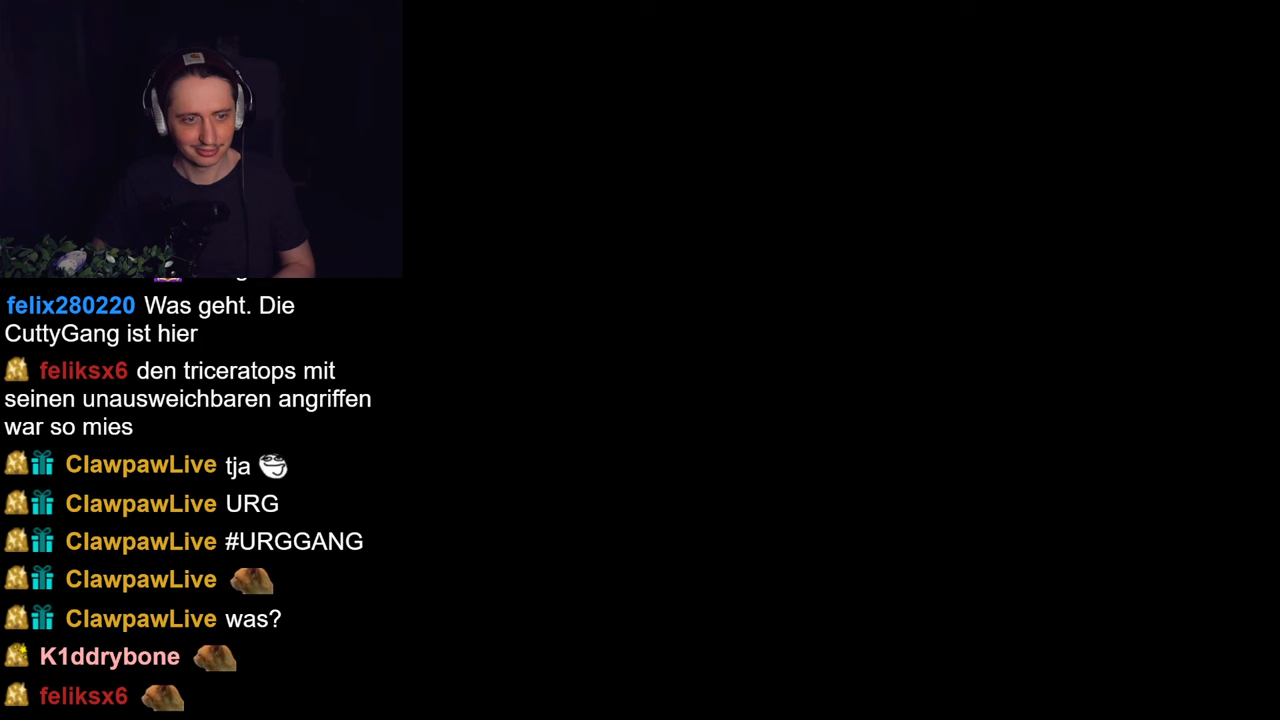 felix280220 Was geht. Die
CuttyGang ist hier
feliksx6 den triceratops mit
seinen unausweichbaren angriffen
war so mies
ClawpawLive tja
ClawpawLive URG
ClawpawLive #URGGANG
ClawpawLive
ClawpawLive was?
K1ddrybone
feliksx6